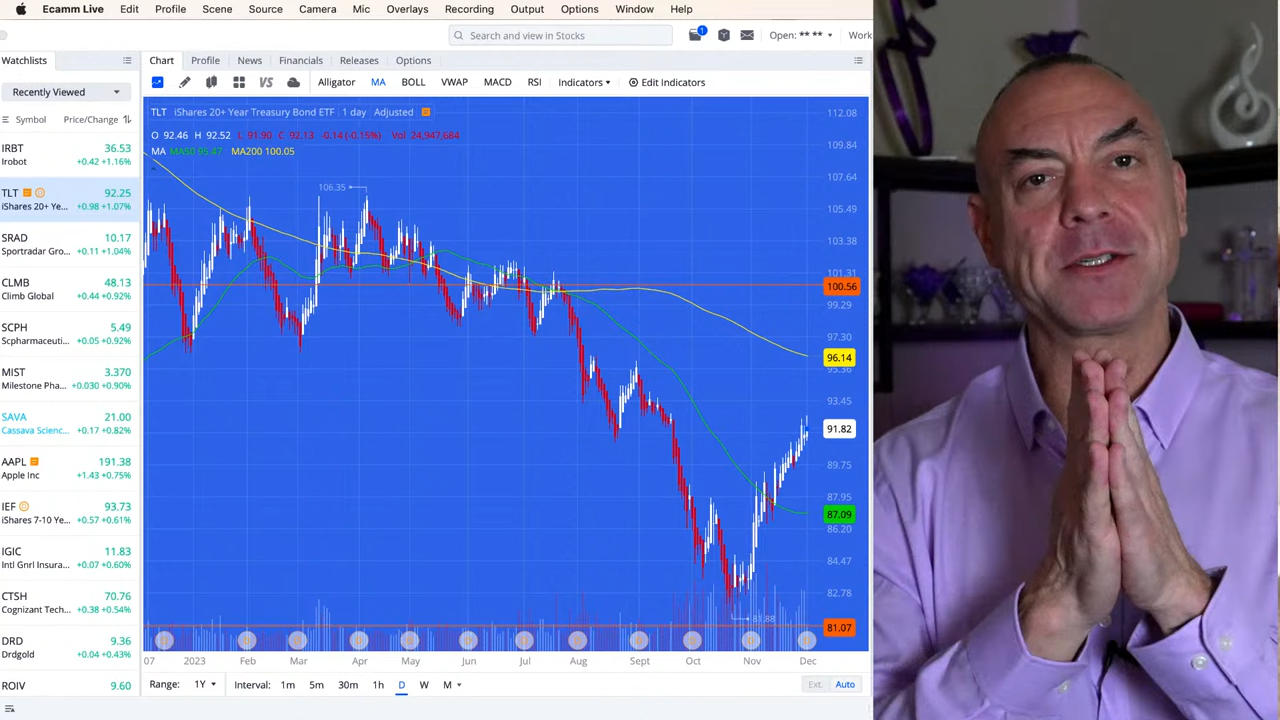 Ecamm Live Edit Profile Scene Source Camera Mic Overlays Recording Output Options Window Help
Search and view in Stocks 1 Open: ** ** Work
Watchlists Chart Profile News Financials Releases Options
Recently Viewed Alligator MA BOLL VWAP MACD RSI Indicators Edit Indicators
Symbol Price/Change
IRBT 36.53
Irobot +0.42 +1.16%
TLT 92.25
iShares 20+ Ye... +0.98 +1.07%
SRAD 10.17
Sportradar Gro... +0.11 +1.04%
CLMB 48.13
Climb Global +0.44 +0.92%
SCPH 5.49
Scpharmaceuti... +0.05 +0.92%
MIST 3.370
Milestone Pha... +0.030 +0.90%
SAVA 21.00
Cassava Scienc... +0.17 +0.82%
AAPL 191.38
Apple Inc +1.43 +0.75%
IEF 93.73
iShares 7-10 Ye... +0.57 +0.61%
IGIC 11.83
Intl Gnrl Insura... +0.07 +0.60%
CTSH 70.76
Cognizant Tech... +0.38 +0.54%
DRD 9.36
Drdgold +0.04 +0.43%
ROIV 9.60
TLT iShares 20+ Year Treasury Bond ETF 1 day Adjusted
O 92.46 H 92.52 L 91.90 C 92.13 -0.14 (-0.15%) Vol 24,947,684
MA MA50 95.47 MA200 100.05
106.35
81.88
112.08
109.84
107.64
105.49
103.38
101.31
100.56
99.29
97.30
96.14
95.36
93.45
91.82
89.75
87.95
87.09
86.20
84.47
82.78
81.07
07 2023 Feb Mar Apr May Jun Jul Aug Sept Oct Nov Dec
Range: 1Y Interval: 1m 5m 30m 1h D W M Ext. Auto